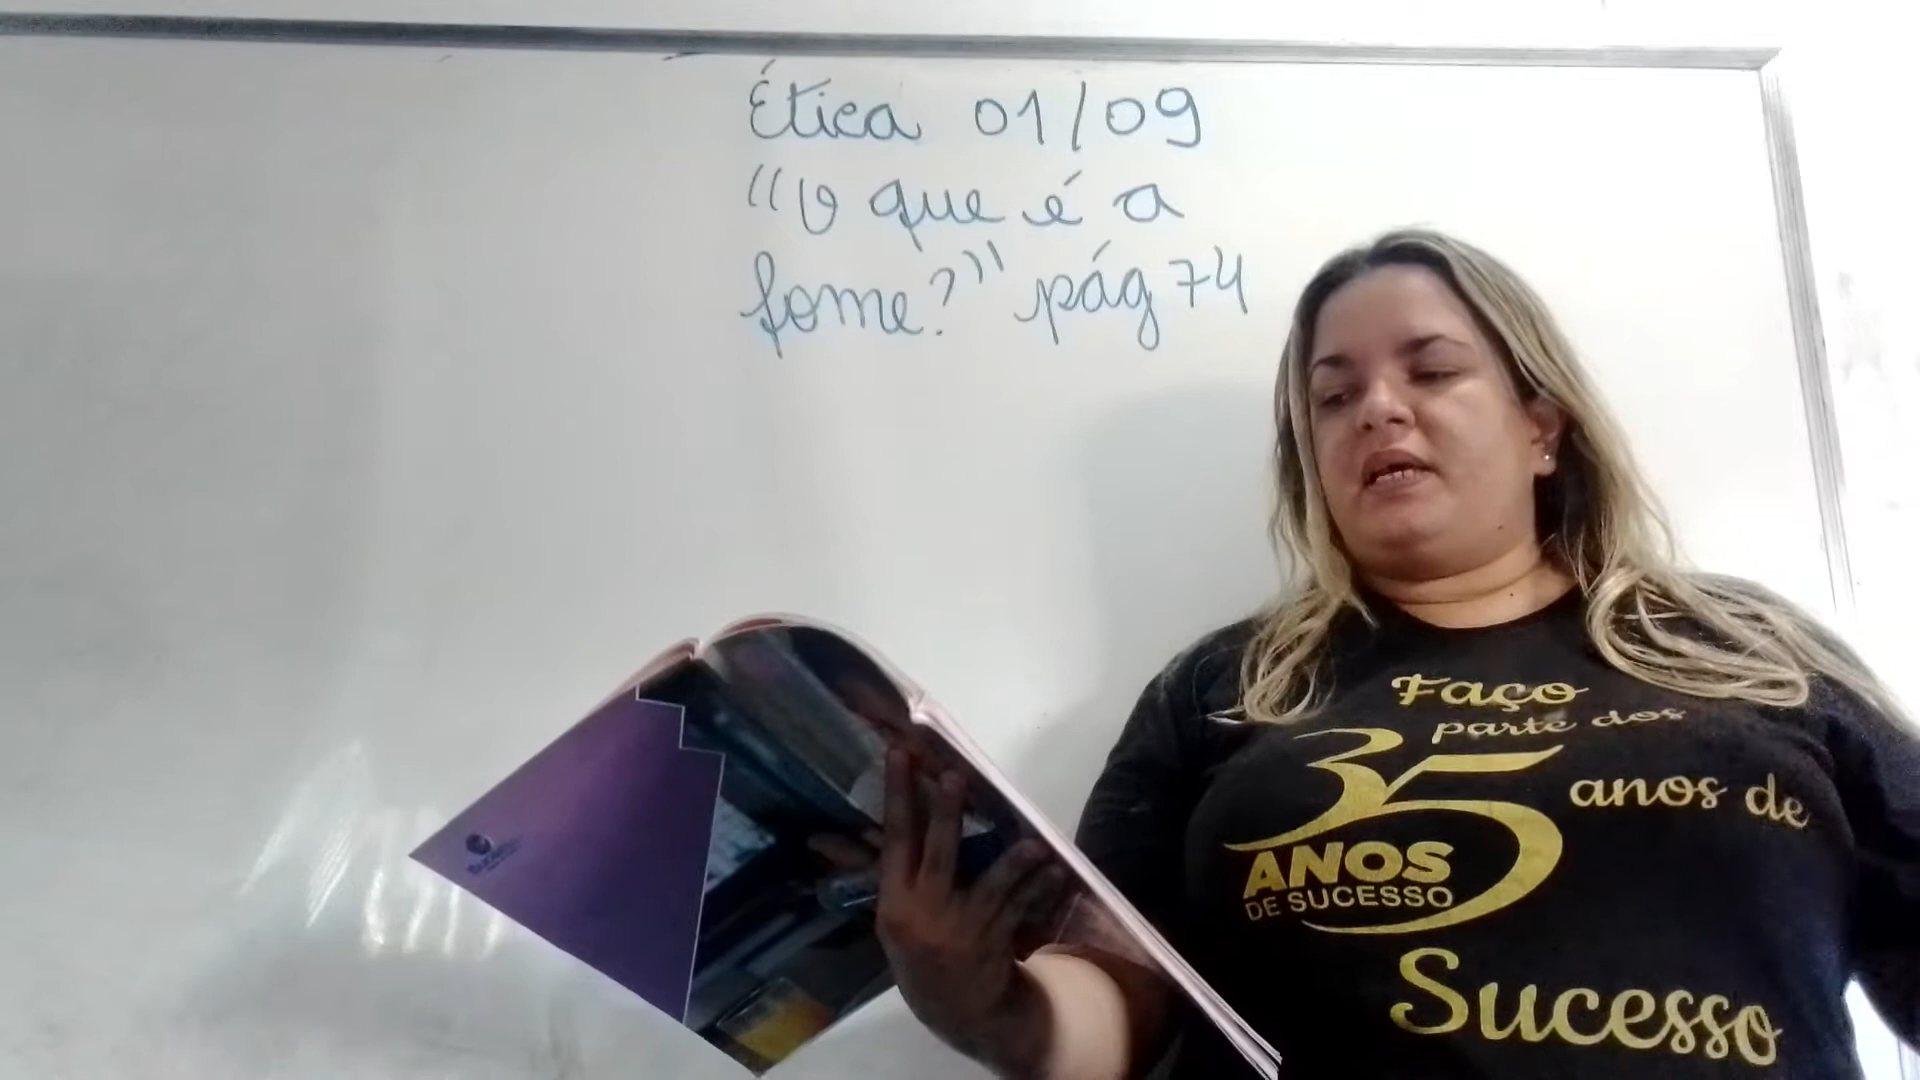 Ética 01/09
"O que é a
fome?" pág 74
Faço
parte dos
35 anos de
ANOS
DE SUCESSO
Sucesso